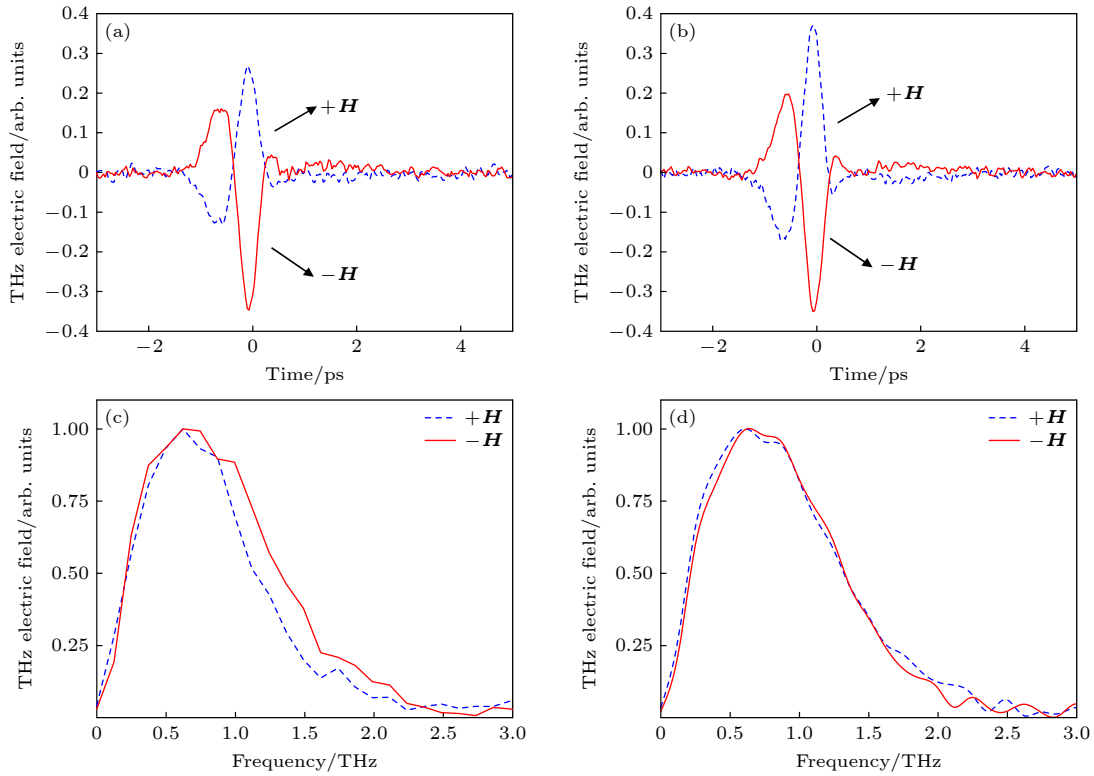 (a)
THz electric field/arb. units
0.4
0.3
0.2
0.1
0
−0.1
−0.2
−0.3
−0.4
+H
−H
−2
0
2
4
Time/ps
(b)
THz electric field/arb. units
0.4
0.3
0.2
0.1
0
−0.1
−0.2
−0.3
−0.4
+H
−H
−2
0
2
4
Time/ps
(c)
THz electric field/arb. units
1.00
0.75
0.50
0.25
+H
−H
0
0.5
1.0
1.5
2.0
2.5
3.0
Frequency/THz
(d)
THz electric field/arb. units
1.00
0.75
0.50
0.25
+H
−H
0
0.5
1.0
1.5
2.0
2.5
3.0
Frequency/THz